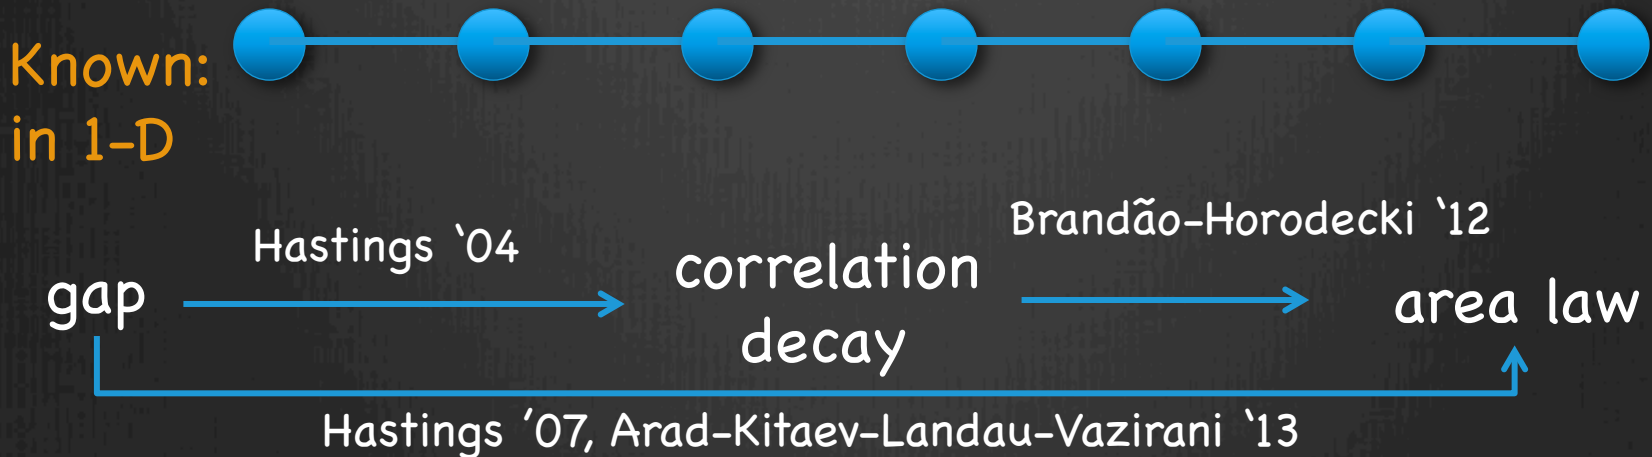 Known:
in 1-D
Hastings ‘04
Brandão-Horodecki ‘12
gap
correlation
decay
area law
Hastings ’07, Arad-Kitaev-Landau-Vazirani ‘13